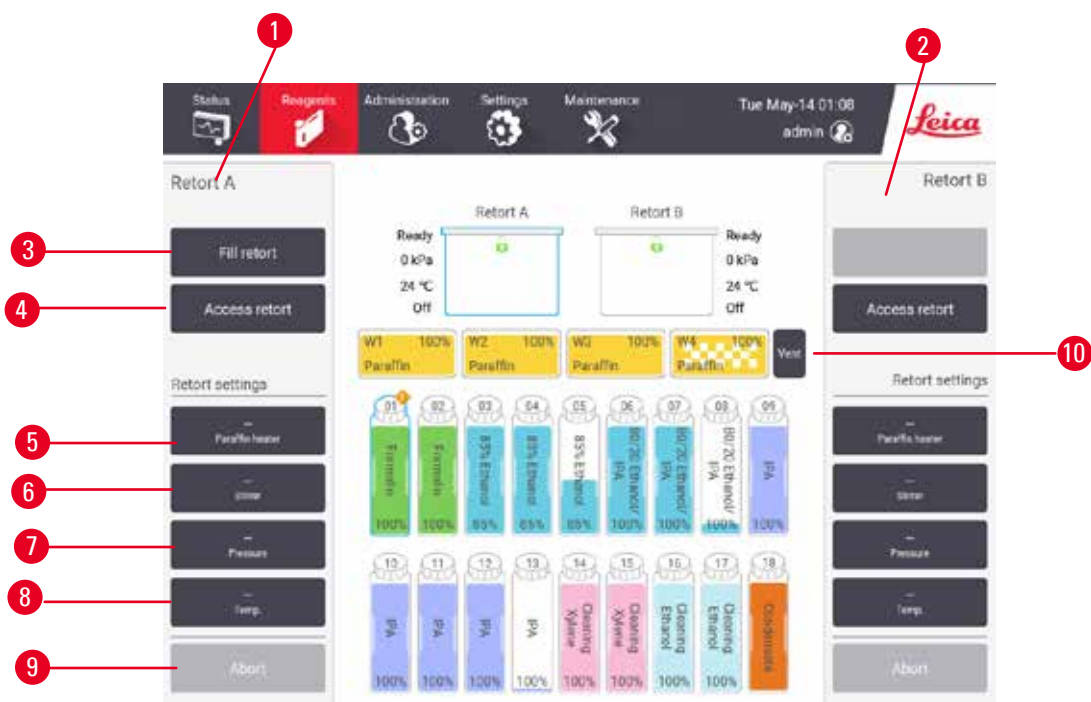 1
2
Status Reagents Administration Settings Maintenance
Tue May-14 01:08
admin
Leica
Retort A
3
Fill retort
4
Access retort
Retort settings
5
--
Paraffin heater
6
--
Stirrer
7
--
Pressure
8
--
Temp.
9
Abort
Retort A
Ready
0 kPa
24 °C
Off
Retort B
Ready
0 kPa
24 °C
Off
W1 100%
Paraffin
W2 100%
Paraffin
W3 100%
Paraffin
W4 100%
Paraffin
Vent
10
01
Formalin
100%
02
Formalin
100%
03
85% Ethanol
85%
04
85% Ethanol
85%
05
85% Ethanol
85%
06
80/20 Ethanol/
IPA
100%
07
80/20 Ethanol/
IPA
100%
08
80/20 Ethanol/
IPA
100%
09
IPA
100%
10
IPA
100%
11
IPA
100%
12
IPA
100%
13
IPA
100%
14
Cleaning
Xylene
100%
15
Cleaning
Xylene
100%
16
Cleaning
Ethanol
100%
17
Cleaning
Ethanol
100%
18
Condensate
Retort B
Access retort
Retort settings
--
Paraffin heater
--
Stirrer
--
Pressure
--
Temp.
Abort